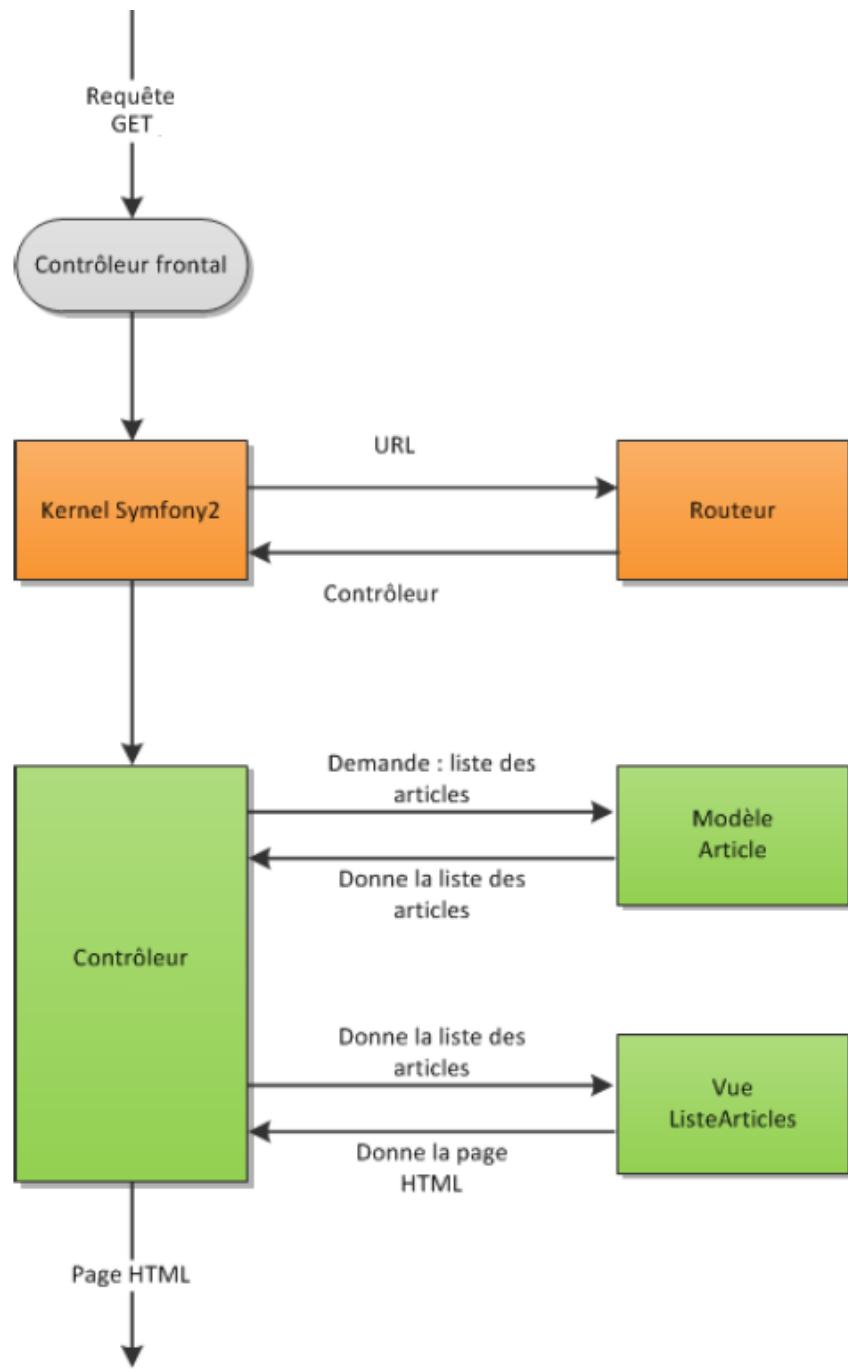 Requête
GET
Contrôleur frontal
URL
Kernel Symfony2
Routeur
Contrôleur
Demande : liste des
articles
Modèle
Article
Donne la liste des
articles
Contrôleur
Donne la liste des
articles
Vue
ListeArticles
Donne la page
HTML
Page HTML